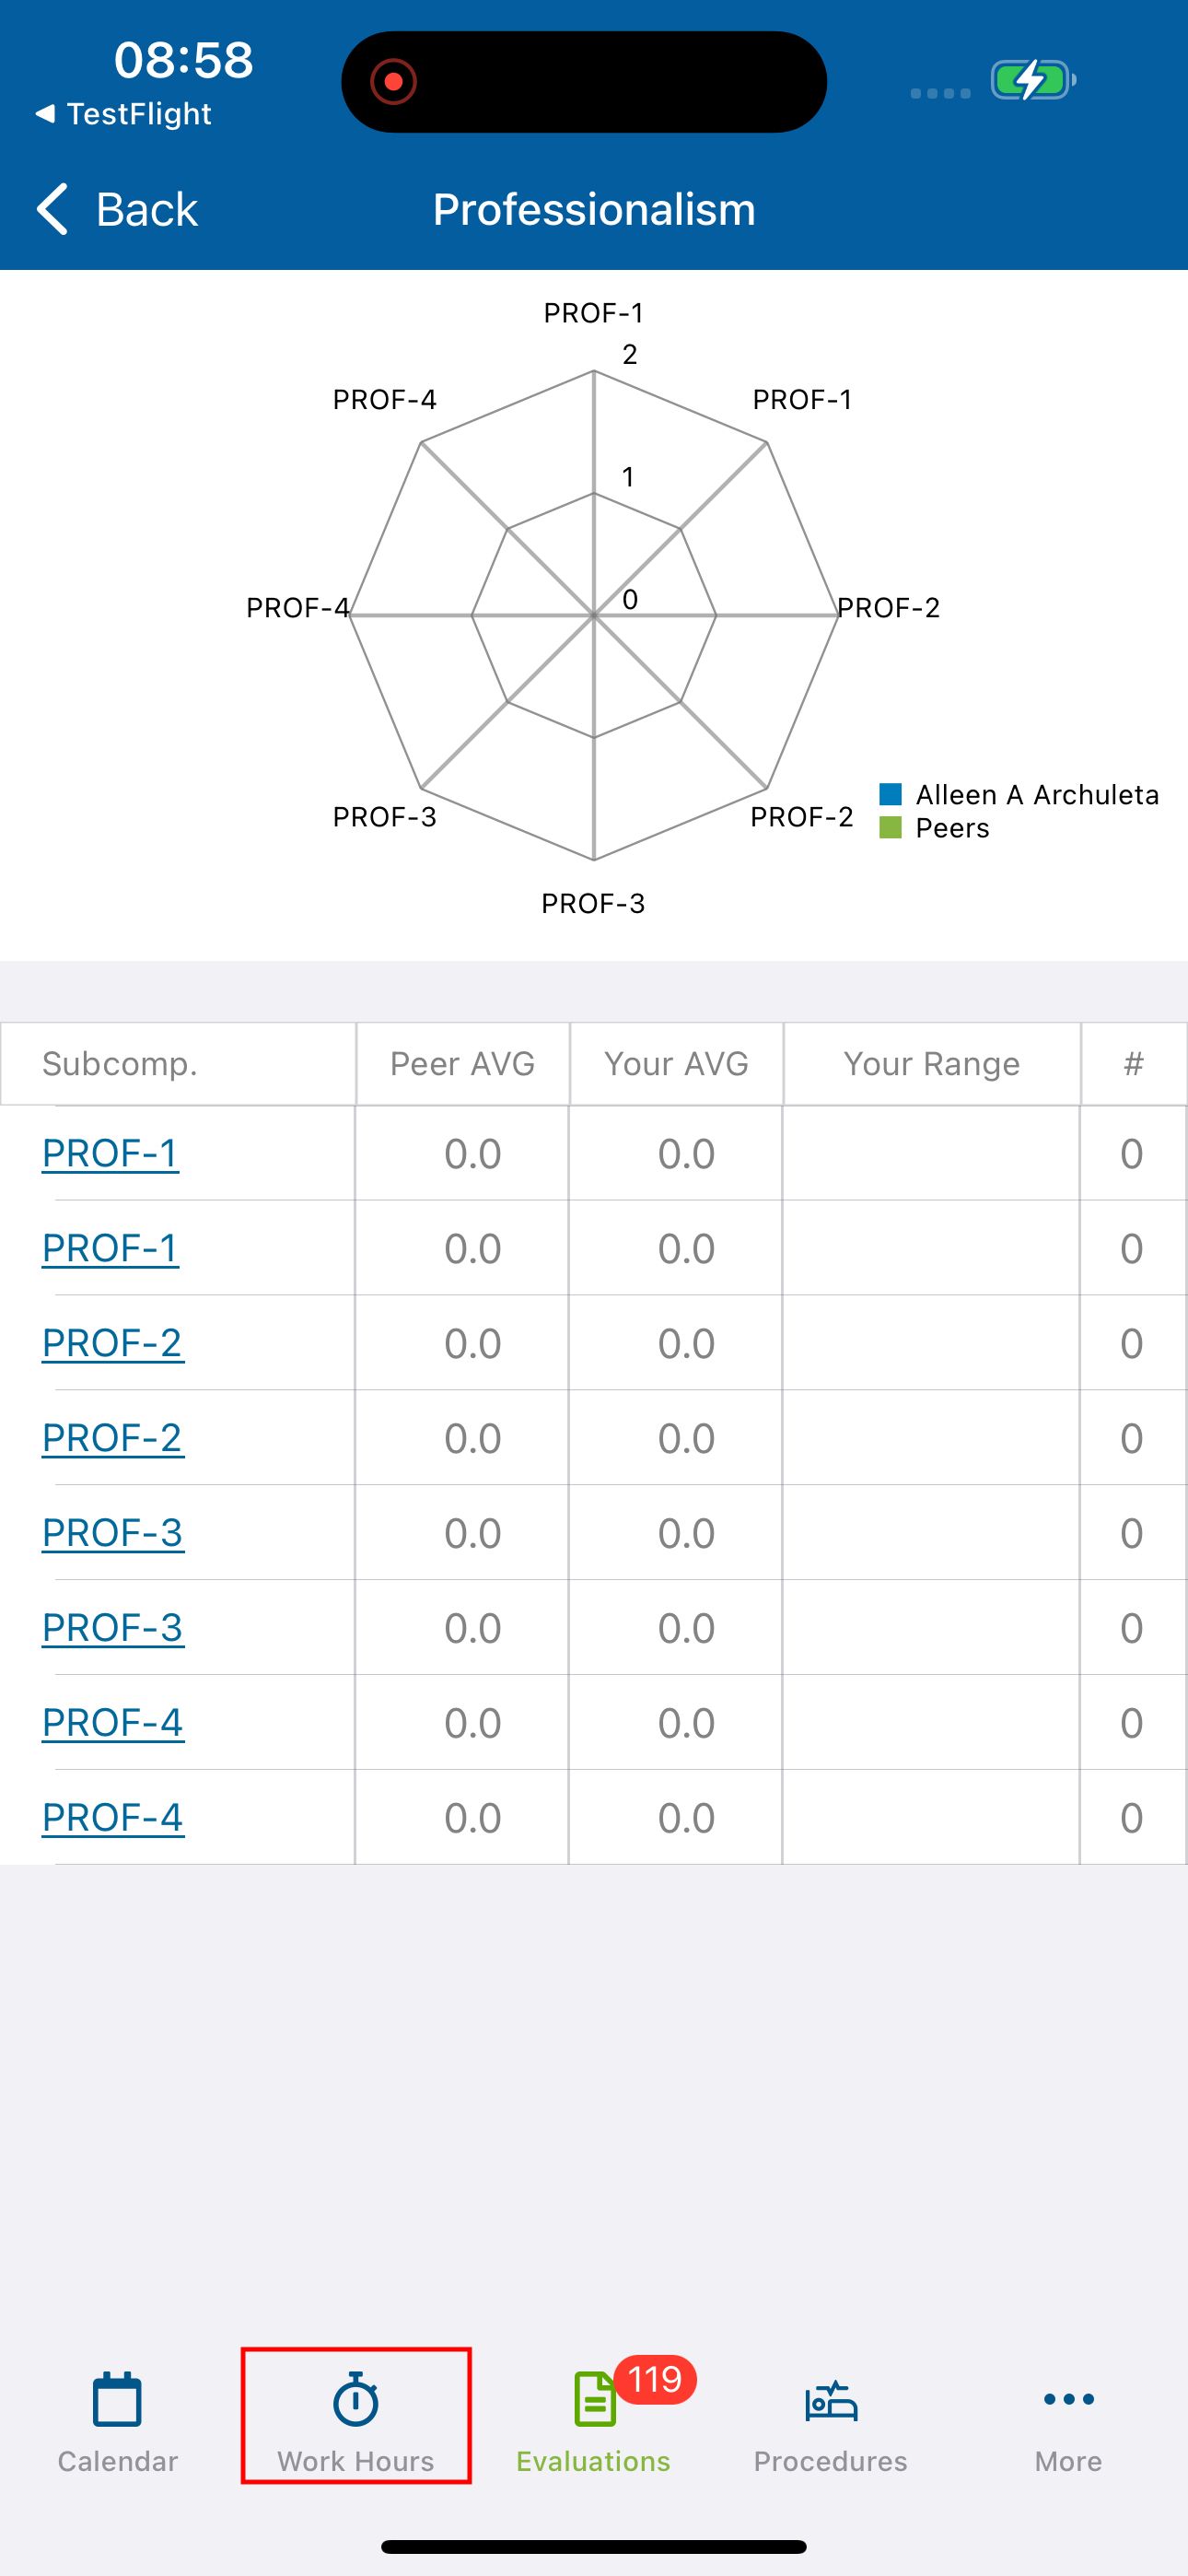 08:58
◀ TestFlight
Back
Professionalism
PROF-1
2
PROF-4
PROF-1
1
PROF-4
0
PROF-2
PROF-3
PROF-2
Alleen A Archuleta
Peers
PROF-3
Subcomp. Peer AVG Your AVG Your Range #
PROF-1 0.0 0.0 0
PROF-1 0.0 0.0 0
PROF-2 0.0 0.0 0
PROF-2 0.0 0.0 0
PROF-3 0.0 0.0 0
PROF-3 0.0 0.0 0
PROF-4 0.0 0.0 0
PROF-4 0.0 0.0 0
119
Calendar Work Hours Evaluations Procedures More